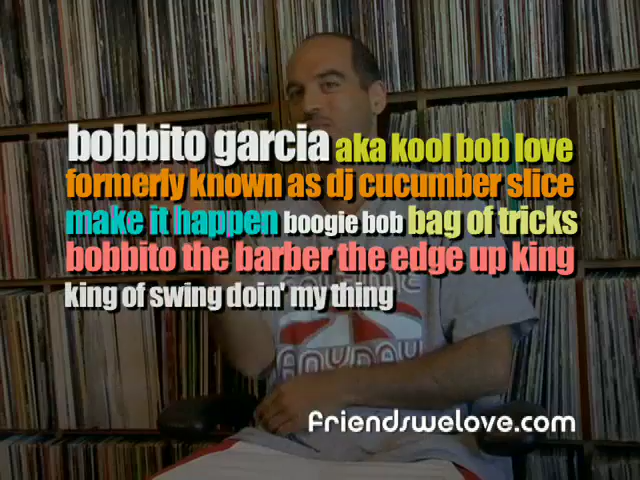 bobbito garcia aka kool bob love
formerly known as dj cucumber slice
make it happen boogie bob bag of tricks
bobbito the barber the edge up king
king of swing doin' my thing
ANYDAY
friendswelove.com